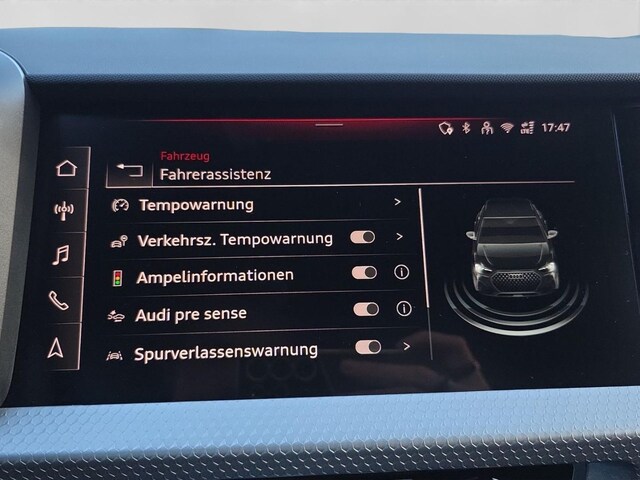 17:47
Fahrzeug
Fahrerassistenz
Tempowarnung
Verkehrsz. Tempowarnung
Ampelinformationen
Audi pre sense
Spurverlassenswarnung